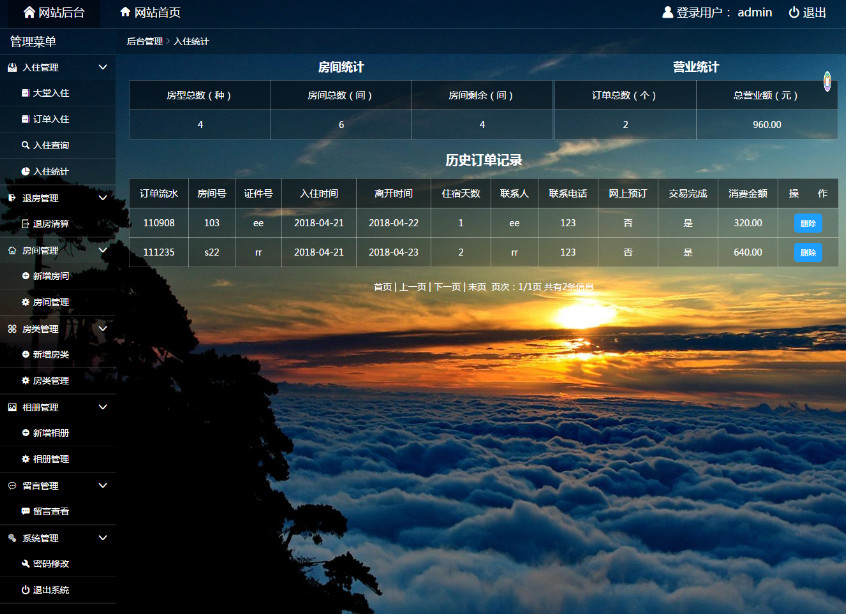 网站后台 网站首页 登录用户： admin 退出
管理菜单 后台管理 > 入住统计
入住管理
大堂入住
订单入住
入住查询
入住统计
退房管理
退房清算
房间管理
新增房间
房间管理
房类管理
新增房类
房类管理
相册管理
新增相册
相册管理
留言管理
留言查看
系统管理
密码修改
退出系统
房间统计 营业统计
房型总数（种） 房间总数（间） 房间剩余（间） 订单总数（个） 总营业额（元）
4 6 4 2 960.00
历史订单记录
订单流水 房间号 证件号 入住时间 离开时间 住宿天数 联系人 联系电话 网上预订 交易完成 消费金额 操 作
110908 103 ee 2018-04-21 2018-04-22 1 ee 123 否 是 320.00 删除
111235 s22 rr 2018-04-21 2018-04-23 2 rr 123 否 是 640.00 删除
首页 | 上一页 | 下一页 | 末页 页次：1/1页 共有2条信息